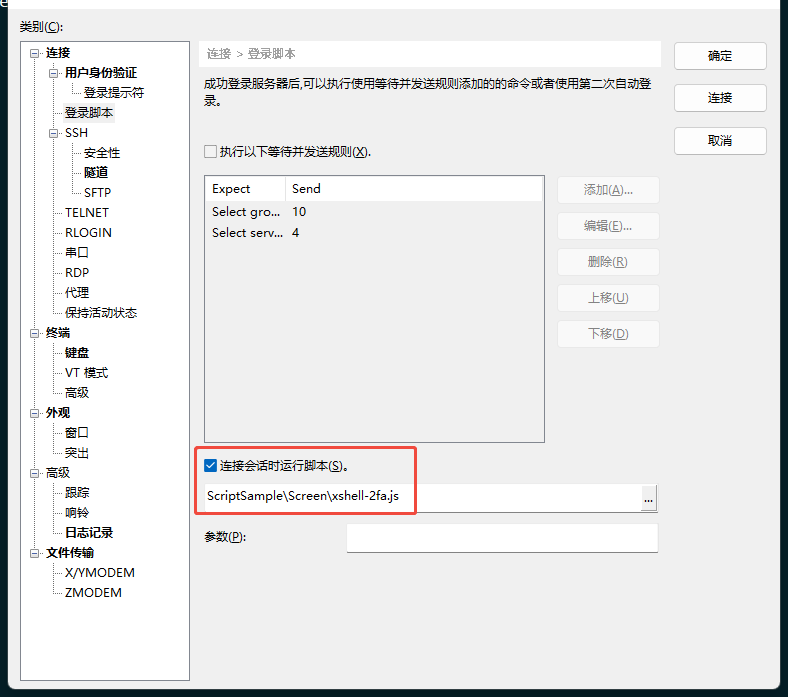 类别(C):
连接
用户身份验证
登录提示符
登录脚本
SSH
安全性
隧道
SFTP
TELNET
RLOGIN
串口
RDP
代理
保持活动状态
终端
键盘
VT 模式
高级
外观
窗口
突出
高级
跟踪
响铃
日志记录
文件传输
X/YMODEM
ZMODEM
连接 > 登录脚本
成功登录服务器后,可以执行使用等待并发送规则添加的的命令或者使用第二次自动登
录。
执行以下等待并发送规则(X).
Expect Send
Select gro... 10
Select serv... 4
添加(A)...
编辑(E)...
删除(R)
上移(U)
下移(D)
连接会话时运行脚本(S)。
ScriptSample\Screen\xshell-2fa.js
...
参数(P):
确定
连接
取消